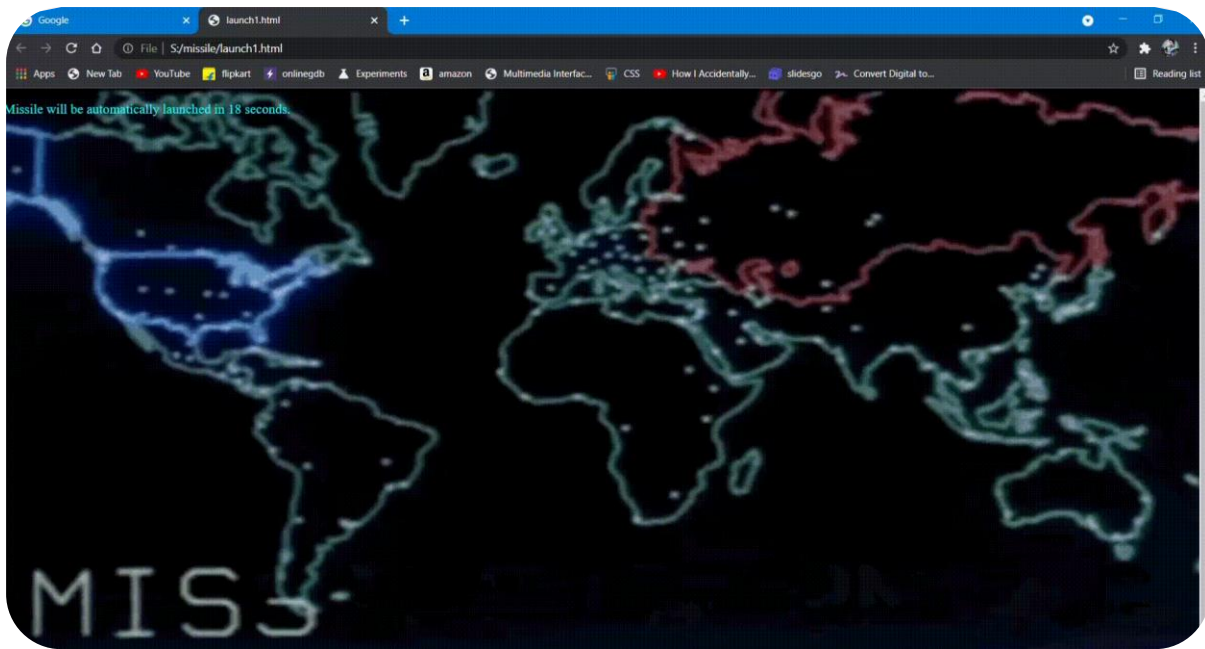 Google
launch1.html
File
S:/missile/launch1.html
Apps
New Tab
YouTube
flipkart
onlinegdb
Experiments
amazon
Multimedia Interfac...
CSS
How I Accidentally...
slidesgo
Convert Digital to...
Reading list
Missile will be automatically launched in 18 seconds.
MIS